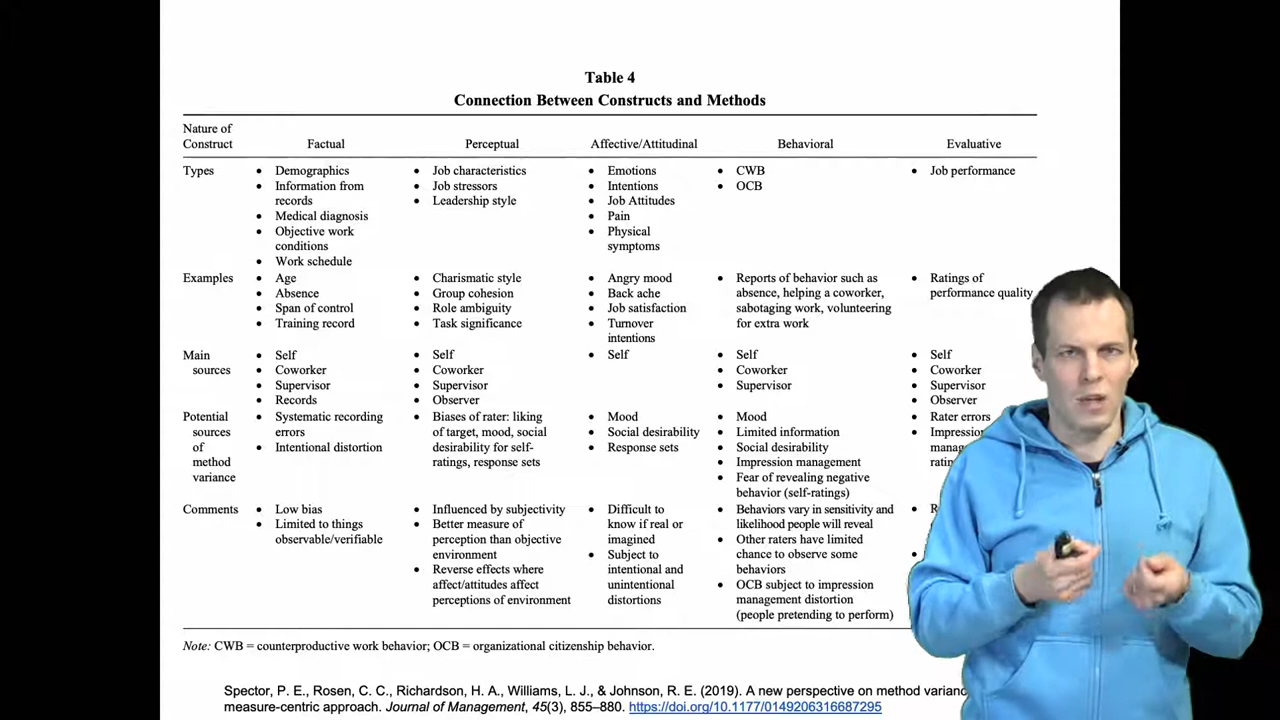 Table 4
Connection Between Constructs and Methods
Nature of
Construct
Factual
Perceptual
Affective/Attitudinal
Behavioral
Evaluative
Types
• Demographics
• Information from
records
• Medical diagnosis
• Objective work
conditions
• Work schedule
• Job characteristics
• Job stressors
• Leadership style
• Emotions
• Intentions
• Job Attitudes
• Pain
• Physical
symptoms
• CWB
• OCB
• Job performance
Examples
• Age
• Absence
• Span of control
• Training record
• Charismatic style
• Group cohesion
• Role ambiguity
• Task significance
• Angry mood
• Back ache
• Job satisfaction
• Turnover
intentions
• Reports of behavior such as
absence, helping a coworker,
sabotaging work, volunteering
for extra work
• Ratings of
performance quality
Main
sources
• Self
• Coworker
• Supervisor
• Records
• Self
• Coworker
• Supervisor
• Observer
• Self
• Self
• Coworker
• Supervisor
• Self
• Coworker
• Supervisor
• Observer
Potential
sources
of
method
variance
• Systematic recording
errors
• Intentional distortion
• Biases of rater: liking
of target, mood, social
desirability for self-
ratings, response sets
• Mood
• Social desirability
• Response sets
• Mood
• Limited information
• Social desirability
• Impression management
• Fear of revealing negative
behavior (self-ratings)
• Rater errors
Comments
• Low bias
• Limited to things
observable/verifiable
• Influenced by subjectivity
• Better measure of
perception than objective
environment
• Reverse effects where
affect/attitudes affect
perceptions of environment
• Difficult to
know if real or
imagined
• Subject to
intentional and
unintentional
distortions
• Behaviors vary in sensitivity and
likelihood people will reveal
• Other raters have limited
chance to observe some
behaviors
• OCB subject to impression
management distortion
(people pretending to perform)
Note: CWB = counterproductive work behavior; OCB = organizational citizenship behavior.
Spector, P. E., Rosen, C. C., Richardson, H. A., Williams, L. J., & Johnson, R. E. (2019). A new perspective on method
measure-centric approach. Journal of Management, 45(3), 855–880. https://doi.org/10.1177/0149206316687295